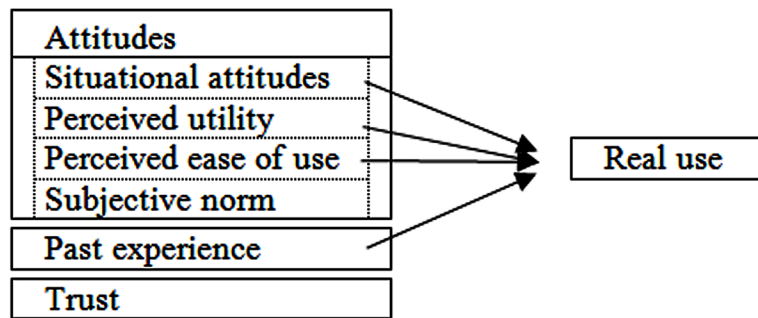 Attitudes
Situational attitudes
Perceived utility
Perceived ease of use
Subjective norm
Past experience
Trust
Real use